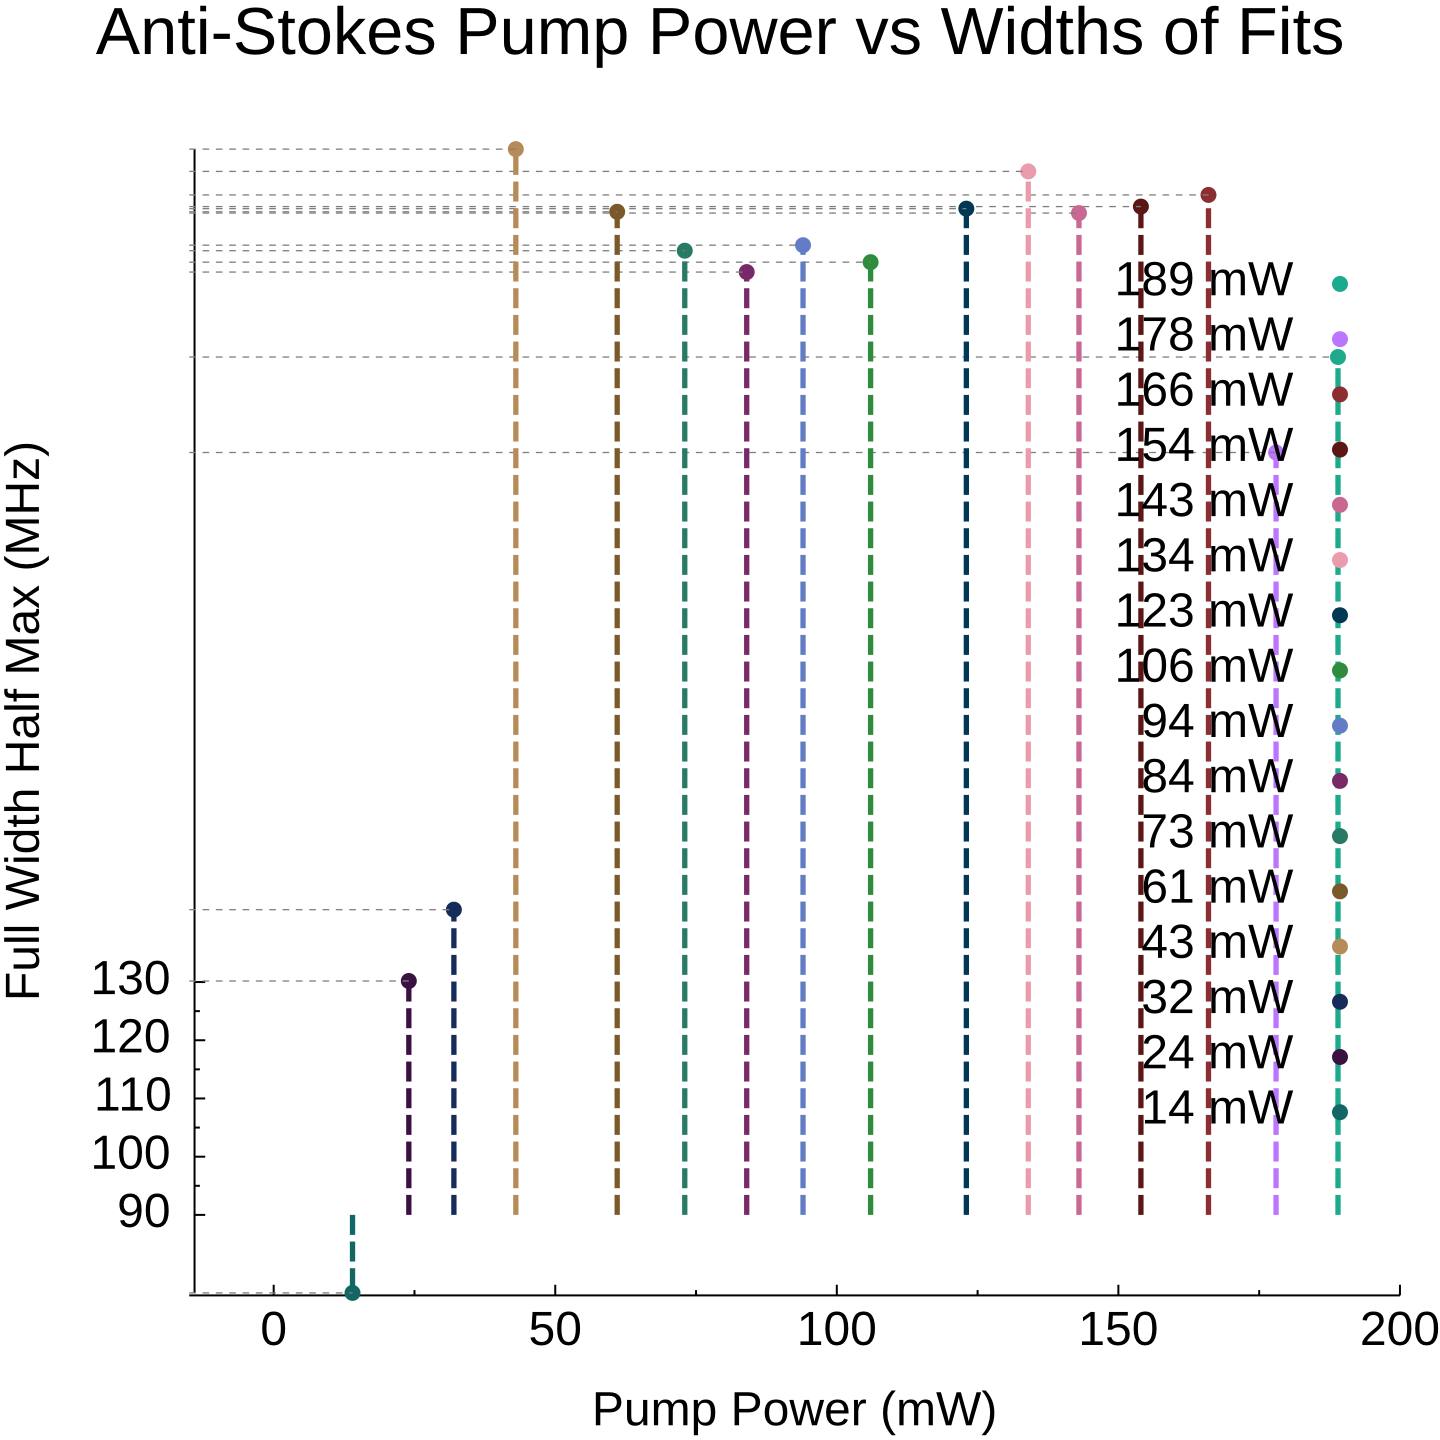 Anti-Stokes Pump Power vs Widths of Fits
Full Width Half Max (MHz)
189 mW
178 mW
166 mW
154 mW
143 mW
134 mW
123 mW
106 mW
94 mW
84 mW
73 mW
61 mW
43 mW
32 mW
24 mW
14 mW
130
120
110
100
90
0 50 100 150 200
Pump Power (mW)